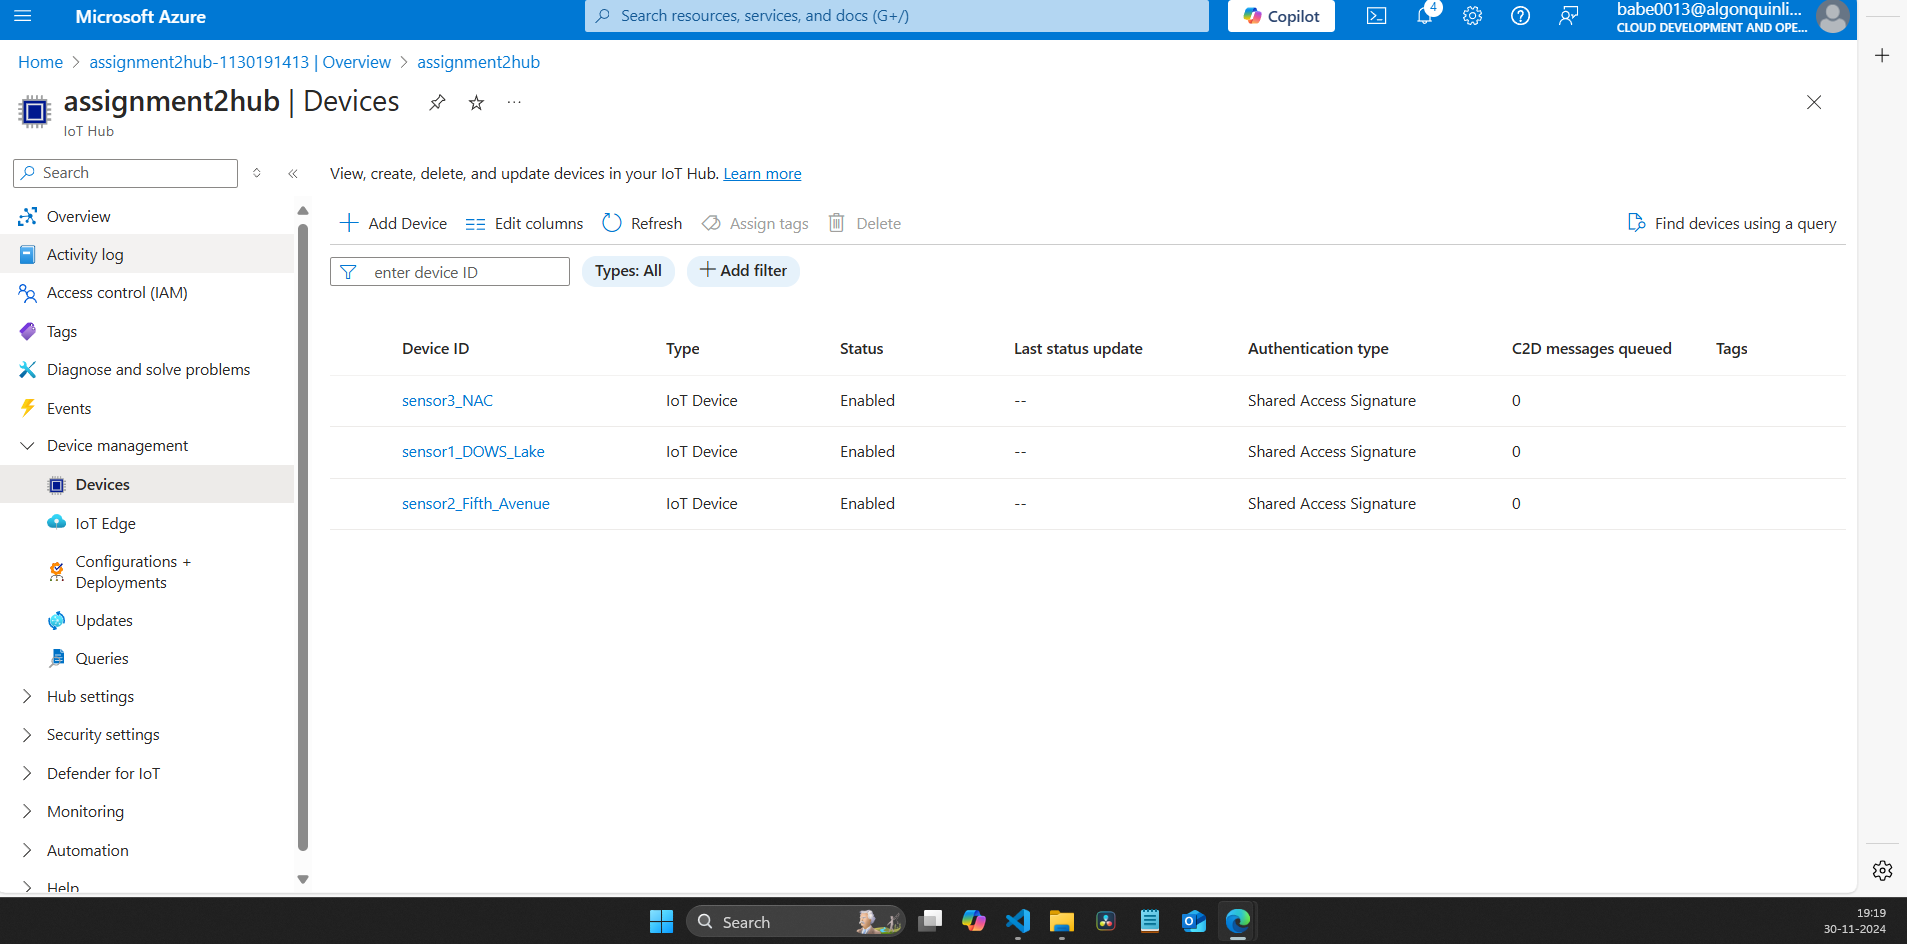 Microsoft Azure
Search resources, services, and docs (G+/)
Copilot
4
babe0013@algonquinli...
CLOUD DEVELOPMENT AND OPE...
Home > assignment2hub-1130191413 | Overview > assignment2hub
assignment2hub | Devices
IoT Hub
Search
Overview
Activity log
Access control (IAM)
Tags
Diagnose and solve problems
Events
Device management
Devices
IoT Edge
Configurations +
Deployments
Updates
Queries
Hub settings
Security settings
Defender for IoT
Monitoring
Automation
Help
View, create, delete, and update devices in your IoT Hub. Learn more
Add Device Edit columns Refresh Assign tags Delete Find devices using a query
enter device ID Types: All Add filter
Device ID Type Status Last status update Authentication type C2D messages queued Tags
sensor3_NAC IoT Device Enabled -- Shared Access Signature 0
sensor1_DOWS_Lake IoT Device Enabled -- Shared Access Signature 0
sensor2_Fifth_Avenue IoT Device Enabled -- Shared Access Signature 0
Search
19:19
30-11-2024